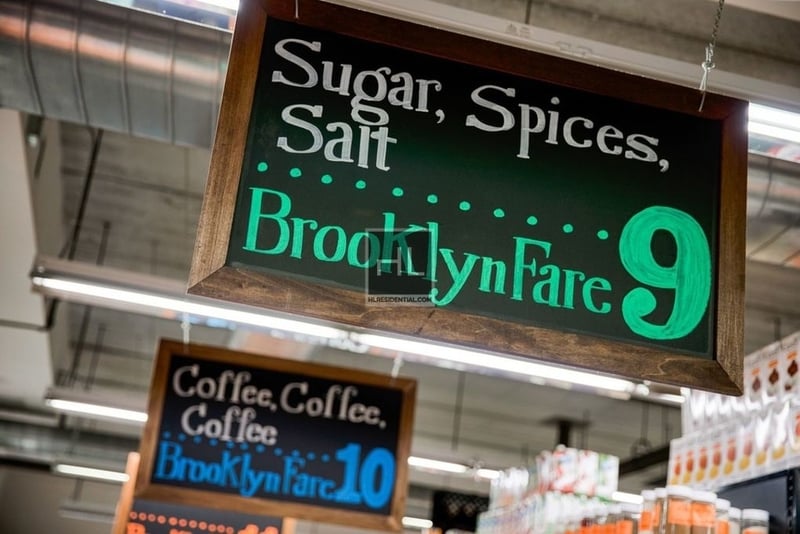 Sugar, Spices,
Salt
BrooklynFare 9
HL
HLRESIDENTIAL.COM
Coffee, Coffee,
Coffee
BrooklynFare 10